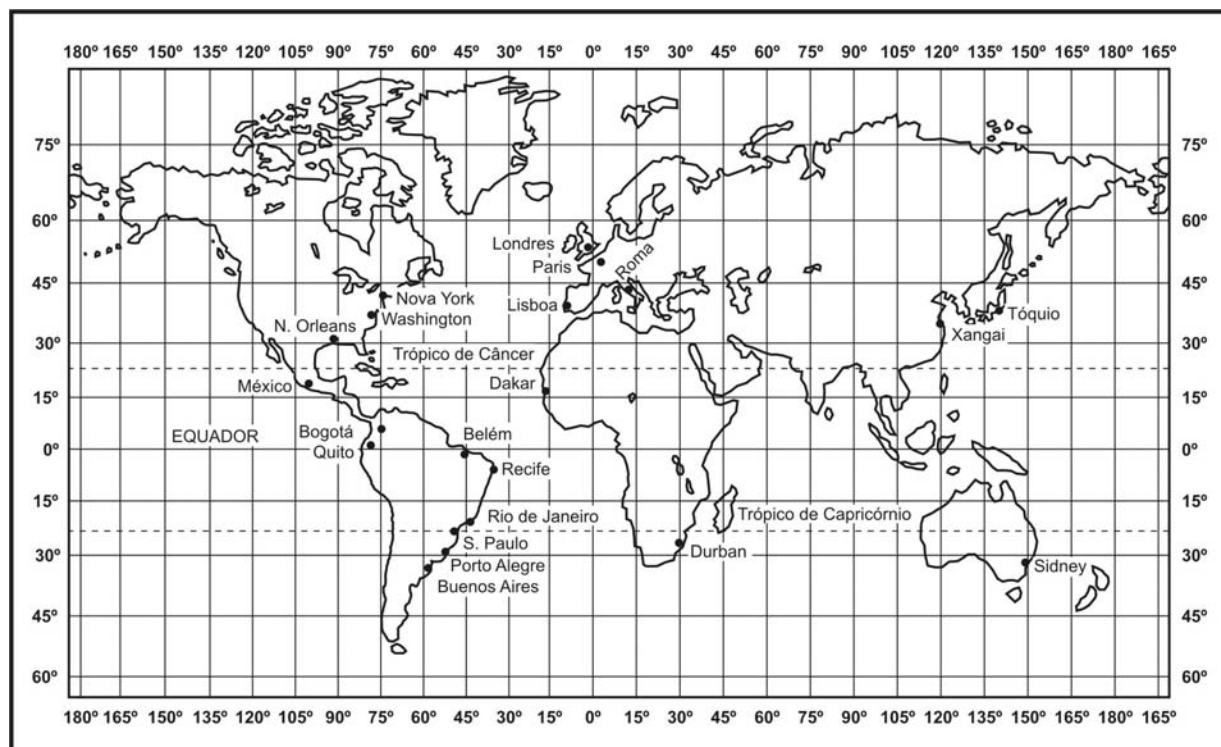 180º 165º 150º 135º 120º 105º 90º 75º 60º 45º 30º 15º 0º 15º 30º 45º 60º 75º 90º 105º 120º 135º 150º 165º 180º 165º
75º 75º
60º 60º
Londres
Paris
Roma
45º 45º
Nova York
Lisboa
Washington
Tóquio
N. Orleans
Xangai
30º 30º
Trópico de Câncer
México
Dakar
15º 15º
EQUADOR
Bogotá
Belém
Quito
0º 0º
Recife
15º 15º
Rio de Janeiro
Trópico de Capricórnio
S. Paulo
Durban
30º 30º
Porto Alegre
Sidney
Buenos Aires
45º 45º
60º 60º
180º 165º 150º 135º 120º 105º 90º 75º 60º 45º 30º 15º 0º 15º 30º 45º 60º 75º 90º 105º 120º 135º 150º 165º 180º 165º